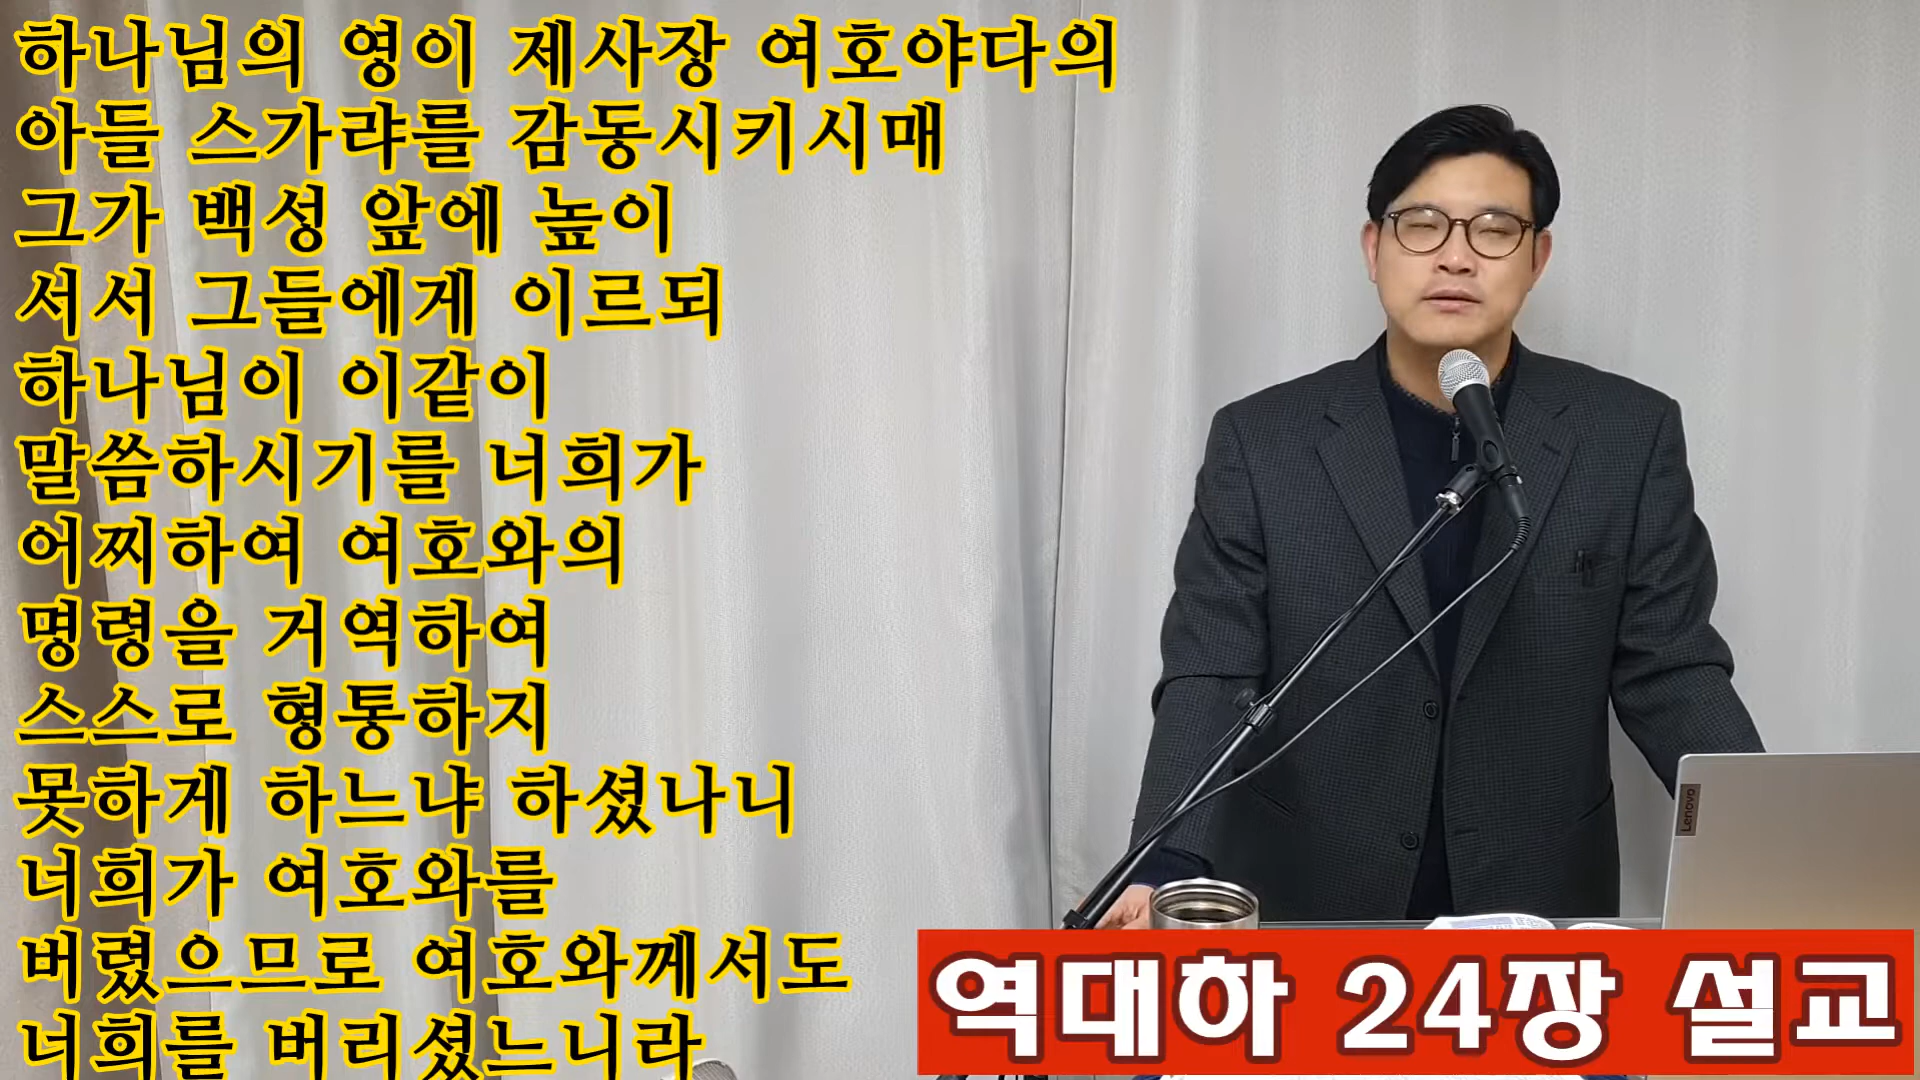 하나님의 영이 제사장 여호야다의
아들 스가랴를 감동시키시매
그가 백성 앞에 높이
서서 그들에게 이르되
하나님이 이같이
말씀하시기를 너희가
어찌하여 여호와의
명령을 거역하여
스스로 형통하지
못하게 하느냐 하셨나니
너희가 여호와를
버렸으므로 여호와께서도
너희를 버리셨느니라
역대하 24장 설교
Lenovo